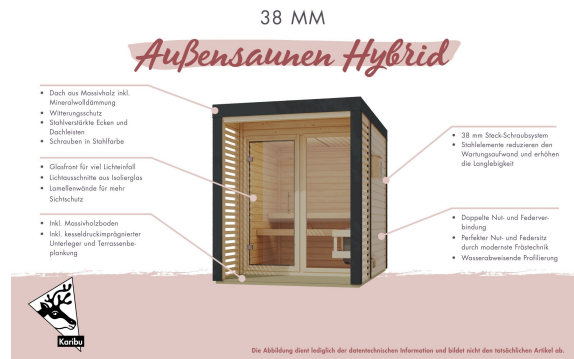 38 MM
Außensaunen Hybrid
• Dach aus Massivholz inkl.
Mineralwolldämmung
• Witterungsschutz
• Stahlverstärkte Ecken und
Dachleisten
• Schrauben in Stahlfarbe
• Glasfront für viel Lichteinfall
• Lichtausschnitte aus Isolierglas
• Lamellenwände für mehr
Sichtschutz
• Inkl. Massivholzboden
• Inkl. kesseldruckimprägnierter
Unterleger und Terrassenbe-
plankung
• 38 mm Steck-Schraubsystem
• Stahlelemente reduzieren den
Wartungsaufwand und erhöhen
die Langlebigkeit
• Doppelte Nut- und Federver-
bindung
• Perfekter Nut- und Federsitz
durch modernste Frästechnik
• Wasserabweisende Profilierung
Karibu
Die Abbildung dient lediglich der datentechnischen Information und bildet nicht den tatsächlichen Artikel ab.